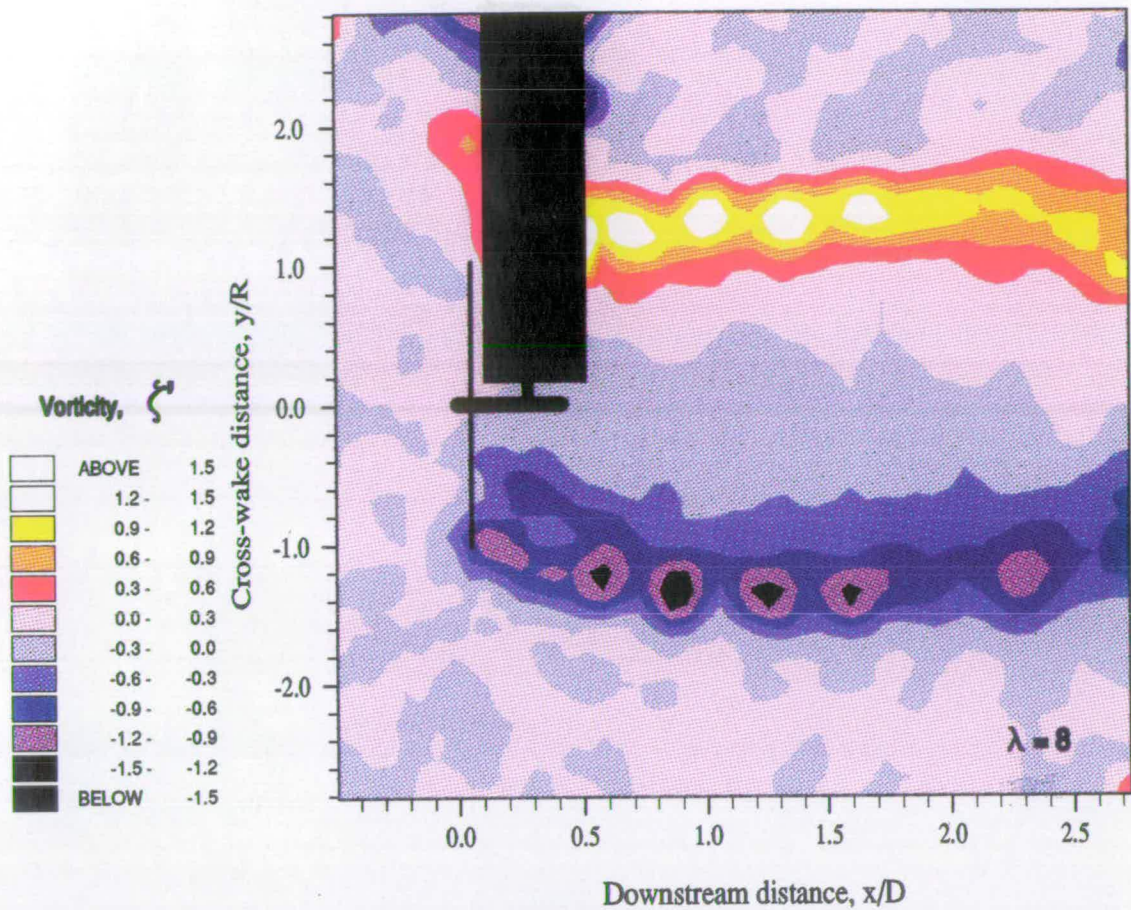 2.0
1.0
0.0
-1.0
-2.0
Cross-wake distance, y/R
Vorticity, ζ
ABOVE 1.5
1.2 - 1.5
0.9 - 1.2
0.6 - 0.9
0.3 - 0.6
0.0 - 0.3
-0.3 - 0.0
-0.6 - -0.3
-0.9 - -0.6
-1.2 - -0.9
-1.5 - -1.2
BELOW -1.5
λ = 8
0.0 0.5 1.0 1.5 2.0 2.5
Downstream distance, x/D